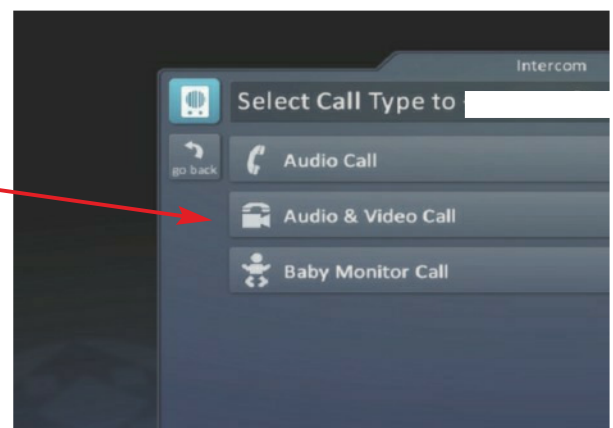 Intercom
Select Call Type to
go back
Audio Call
Audio & Video Call
Baby Monitor Call